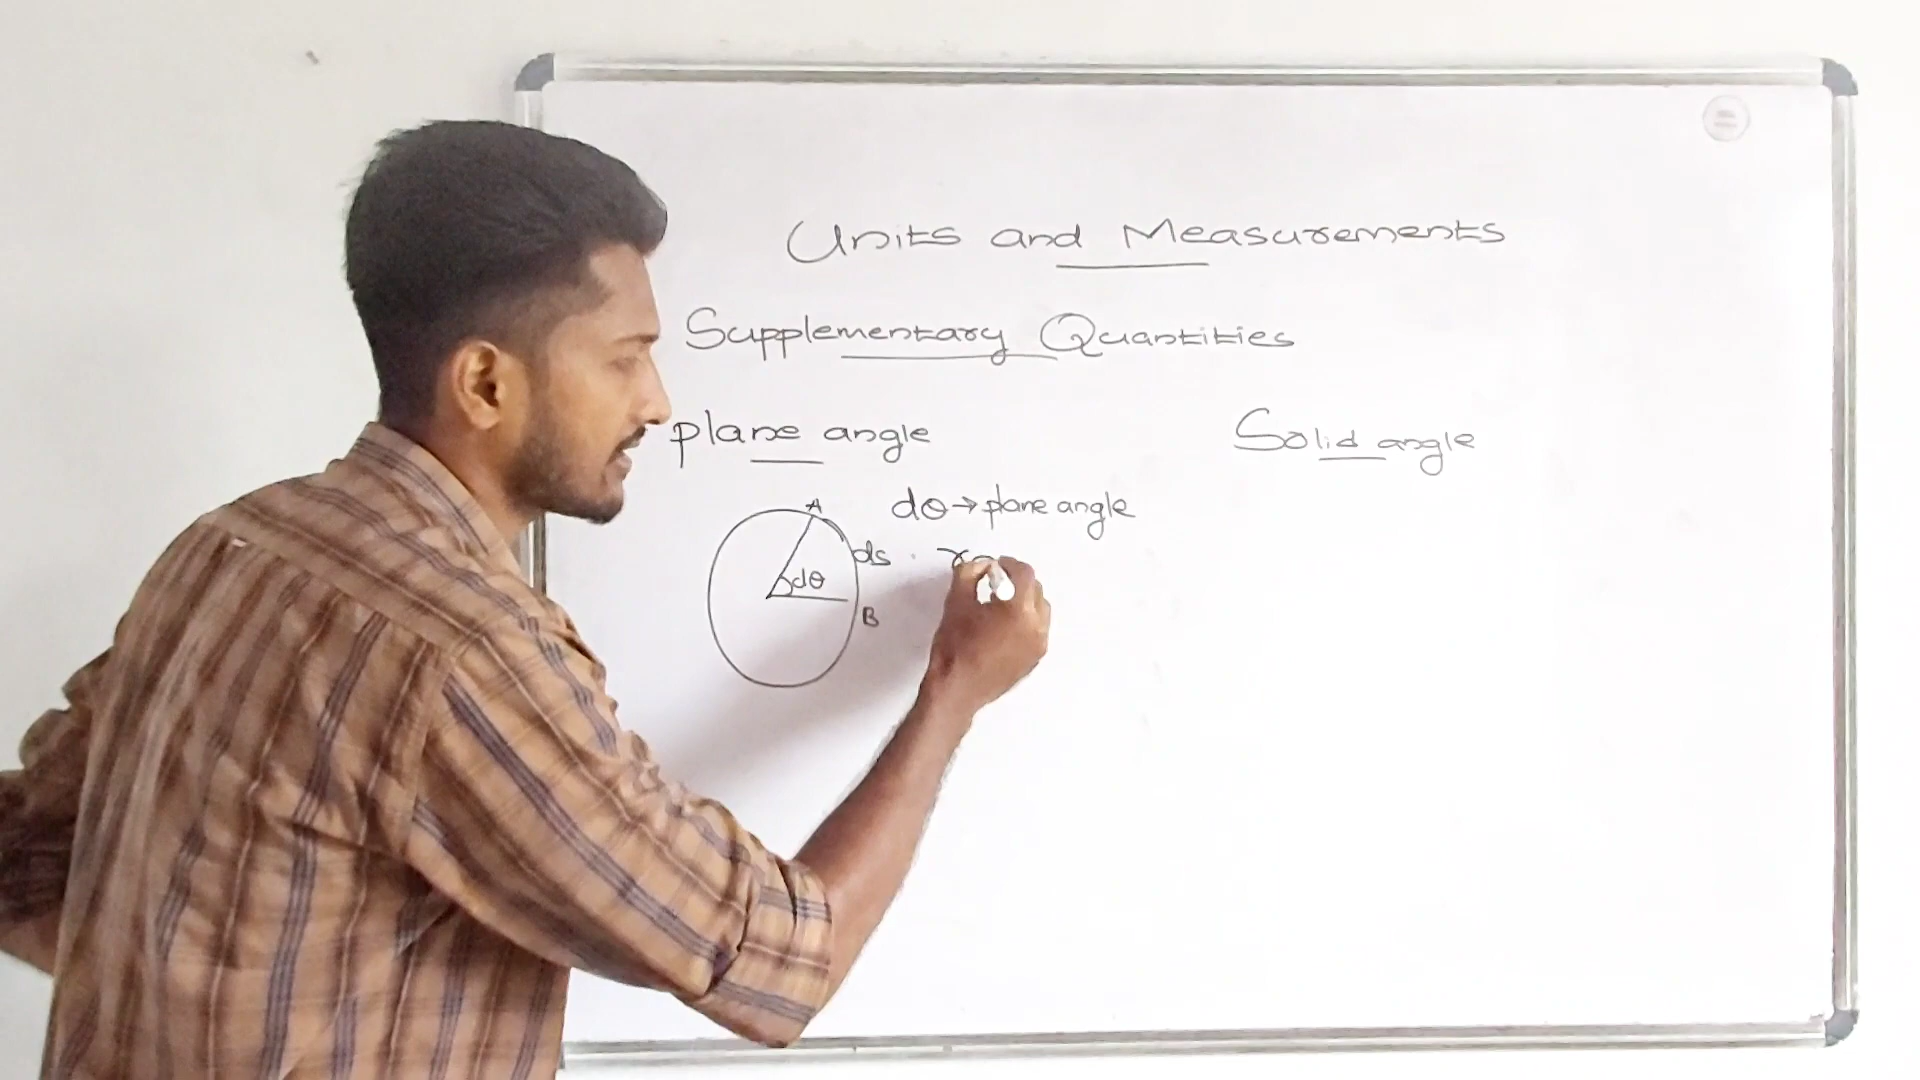 Units and Measurements
Supplementary Quantities
plane angle
Solid angle
A
dθ→plane angle
ds
dθ
B